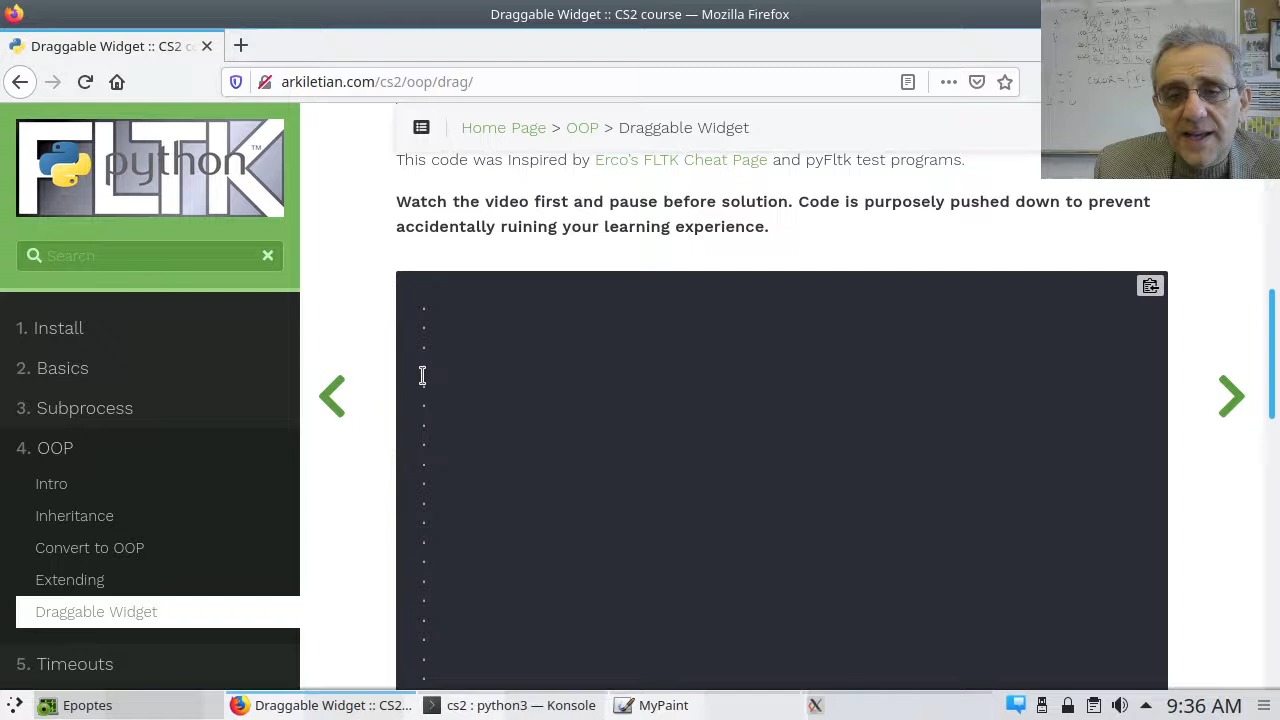 Draggable Widget :: CS2 course — Mozilla Firefox
Draggable Widget :: CS2 c
arkiletian.com/cs2/oop/drag/
FLTK python™
Search
1. Install
2. Basics
3. Subprocess
4. OOP
Intro
Inheritance
Convert to OOP
Extending
Draggable Widget
5. Timeouts
Home Page > OOP > Draggable Widget
This code was Inspired by Erco's FLTK Cheat Page and pyFltk test programs.
Watch the video first and pause before solution. Code is purposely pushed down to prevent
accidentally ruining your learning experience.
Epoptes
Draggable Widget :: CS2...
cs2 : python3 — Konsole
MyPaint
9:36 AM